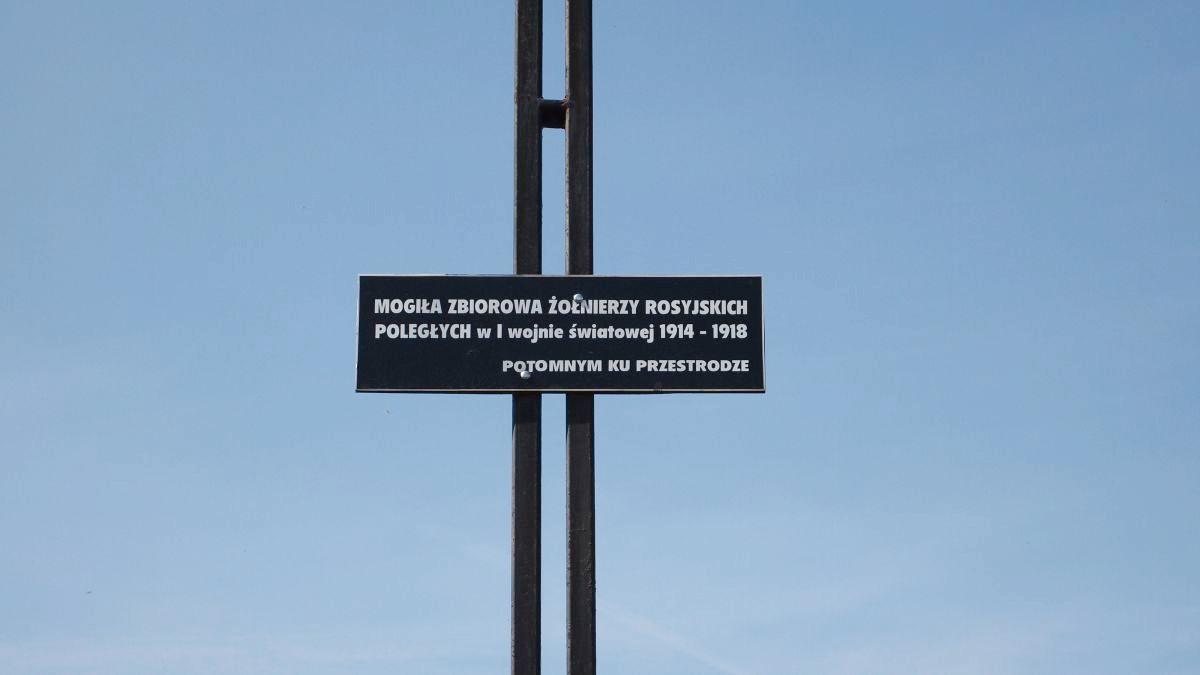 MOGIŁA ZBIOROWA ŻOŁNIERZY ROSYJSKICH
POLEGŁYCH w I wojnie światowej 1914 - 1918
POTOMNYM KU PRZESTRODZE